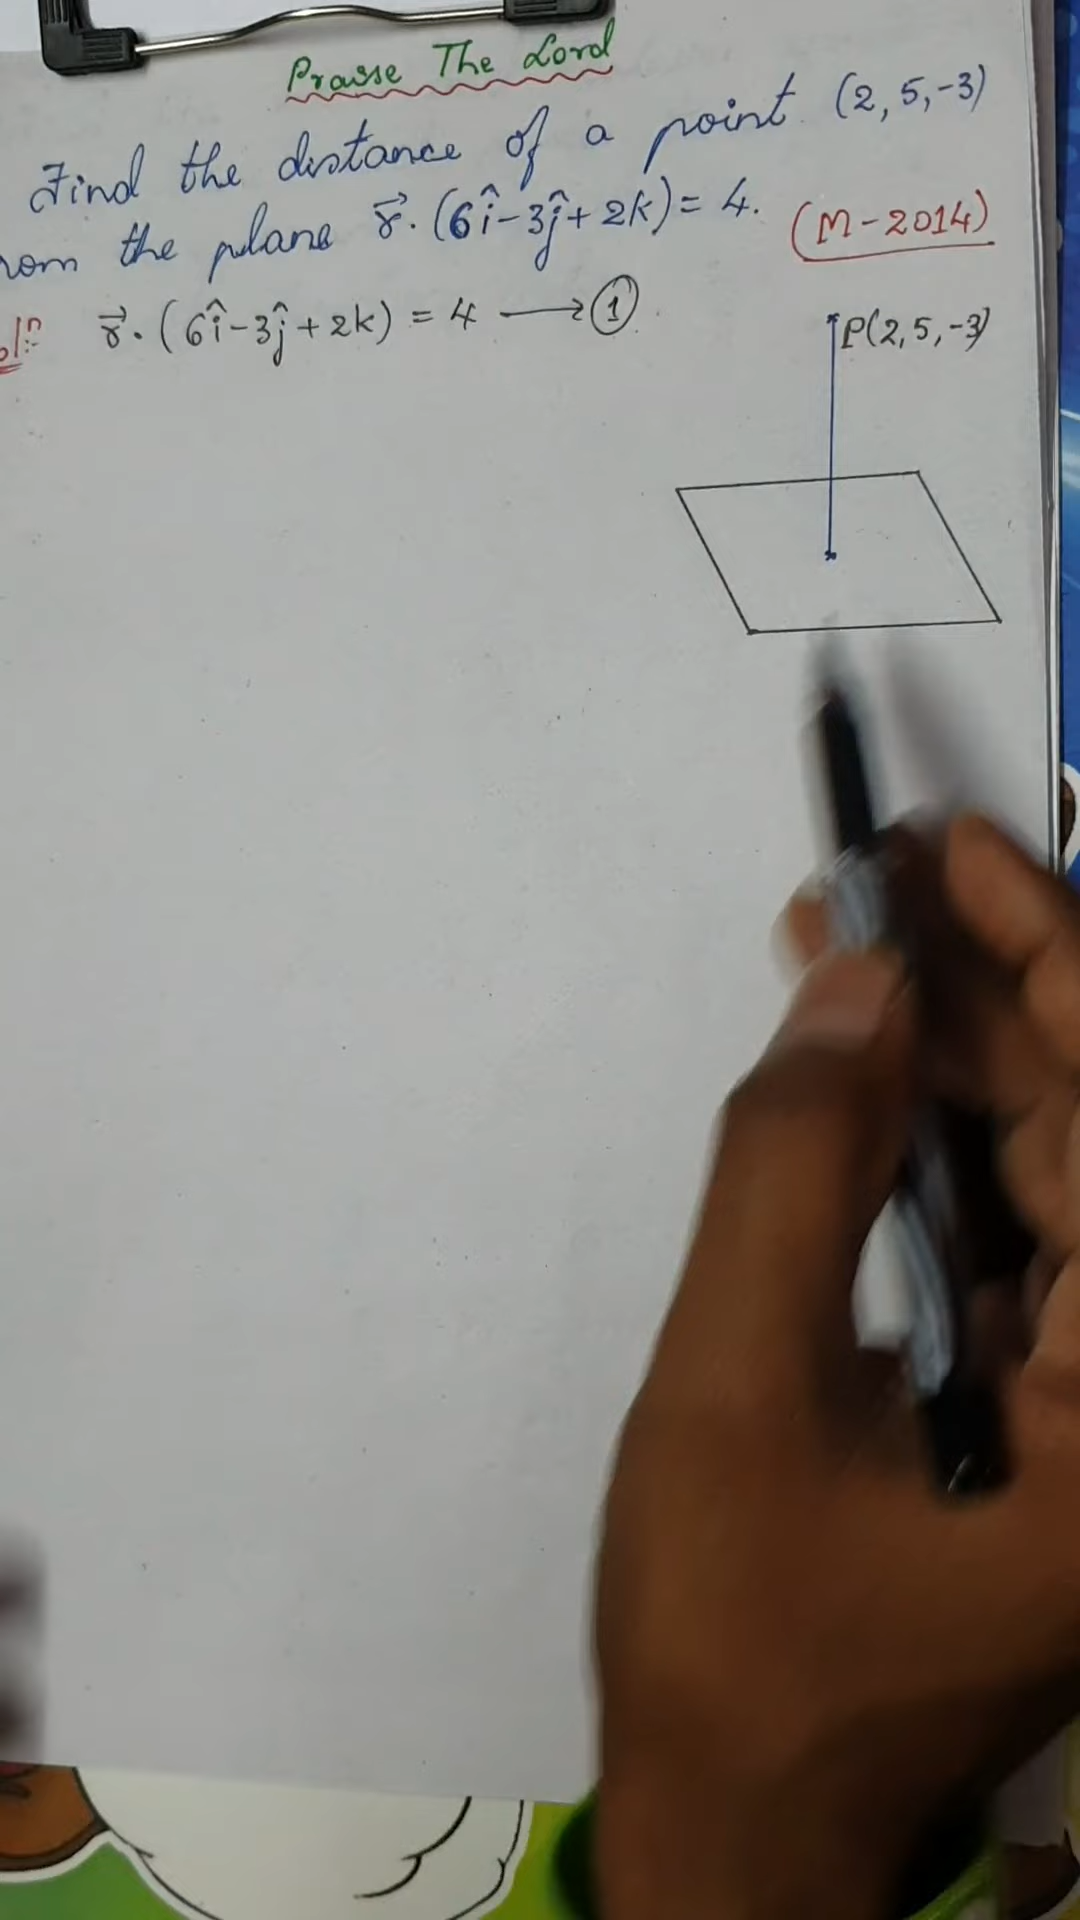 Praise The Lord
Find the distance of a point (2, 5, -3)
rom the plane r⃗. (6î - 3ĵ + 2k) = 4. (M - 2014)
ol!n: r⃗. (6î - 3ĵ + 2k) = 4 ⟶ ①
P(2, 5, -3)